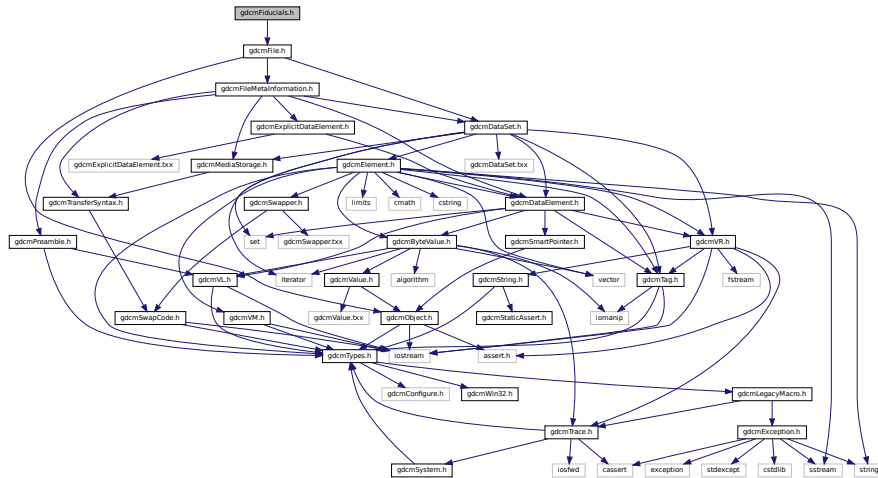 gdcmFiducials.h
gdcmFile.h
gdcmFileMetaInformation.h
gdcmExplicitDataElement.h
gdcmDataSet.h
gdcmExplicitDataElement.txx
gdcmMediaStorage.h
gdcmElement.h
gdcmDataSet.txx
gdcmTransferSyntax.h
gdcmSwapper.h
limits
cmath
cstring
gdcmDataElement.h
gdcmPreamble.h
set
gdcmSwapper.txx
gdcmByteValue.h
gdcmSmartPointer.h
gdcmVR.h
gdcmVL.h
iterator
gdcmValue.h
algorithm
gdcmString.h
vector
gdcmTag.h
fstream
gdcmSwapCode.h
gdcmVM.h
gdcmValue.txx
gdcmObject.h
gdcmStaticAssert.h
iomanip
gdcmTypes.h
iostream
assert.h
gdcmConfigure.h
gdcmWin32.h
gdcmLegacyMacro.h
gdcmTrace.h
gdcmException.h
gdcmSystem.h
iosfwd
cassert
exception
stdexcept
cstdlib
sstream
string